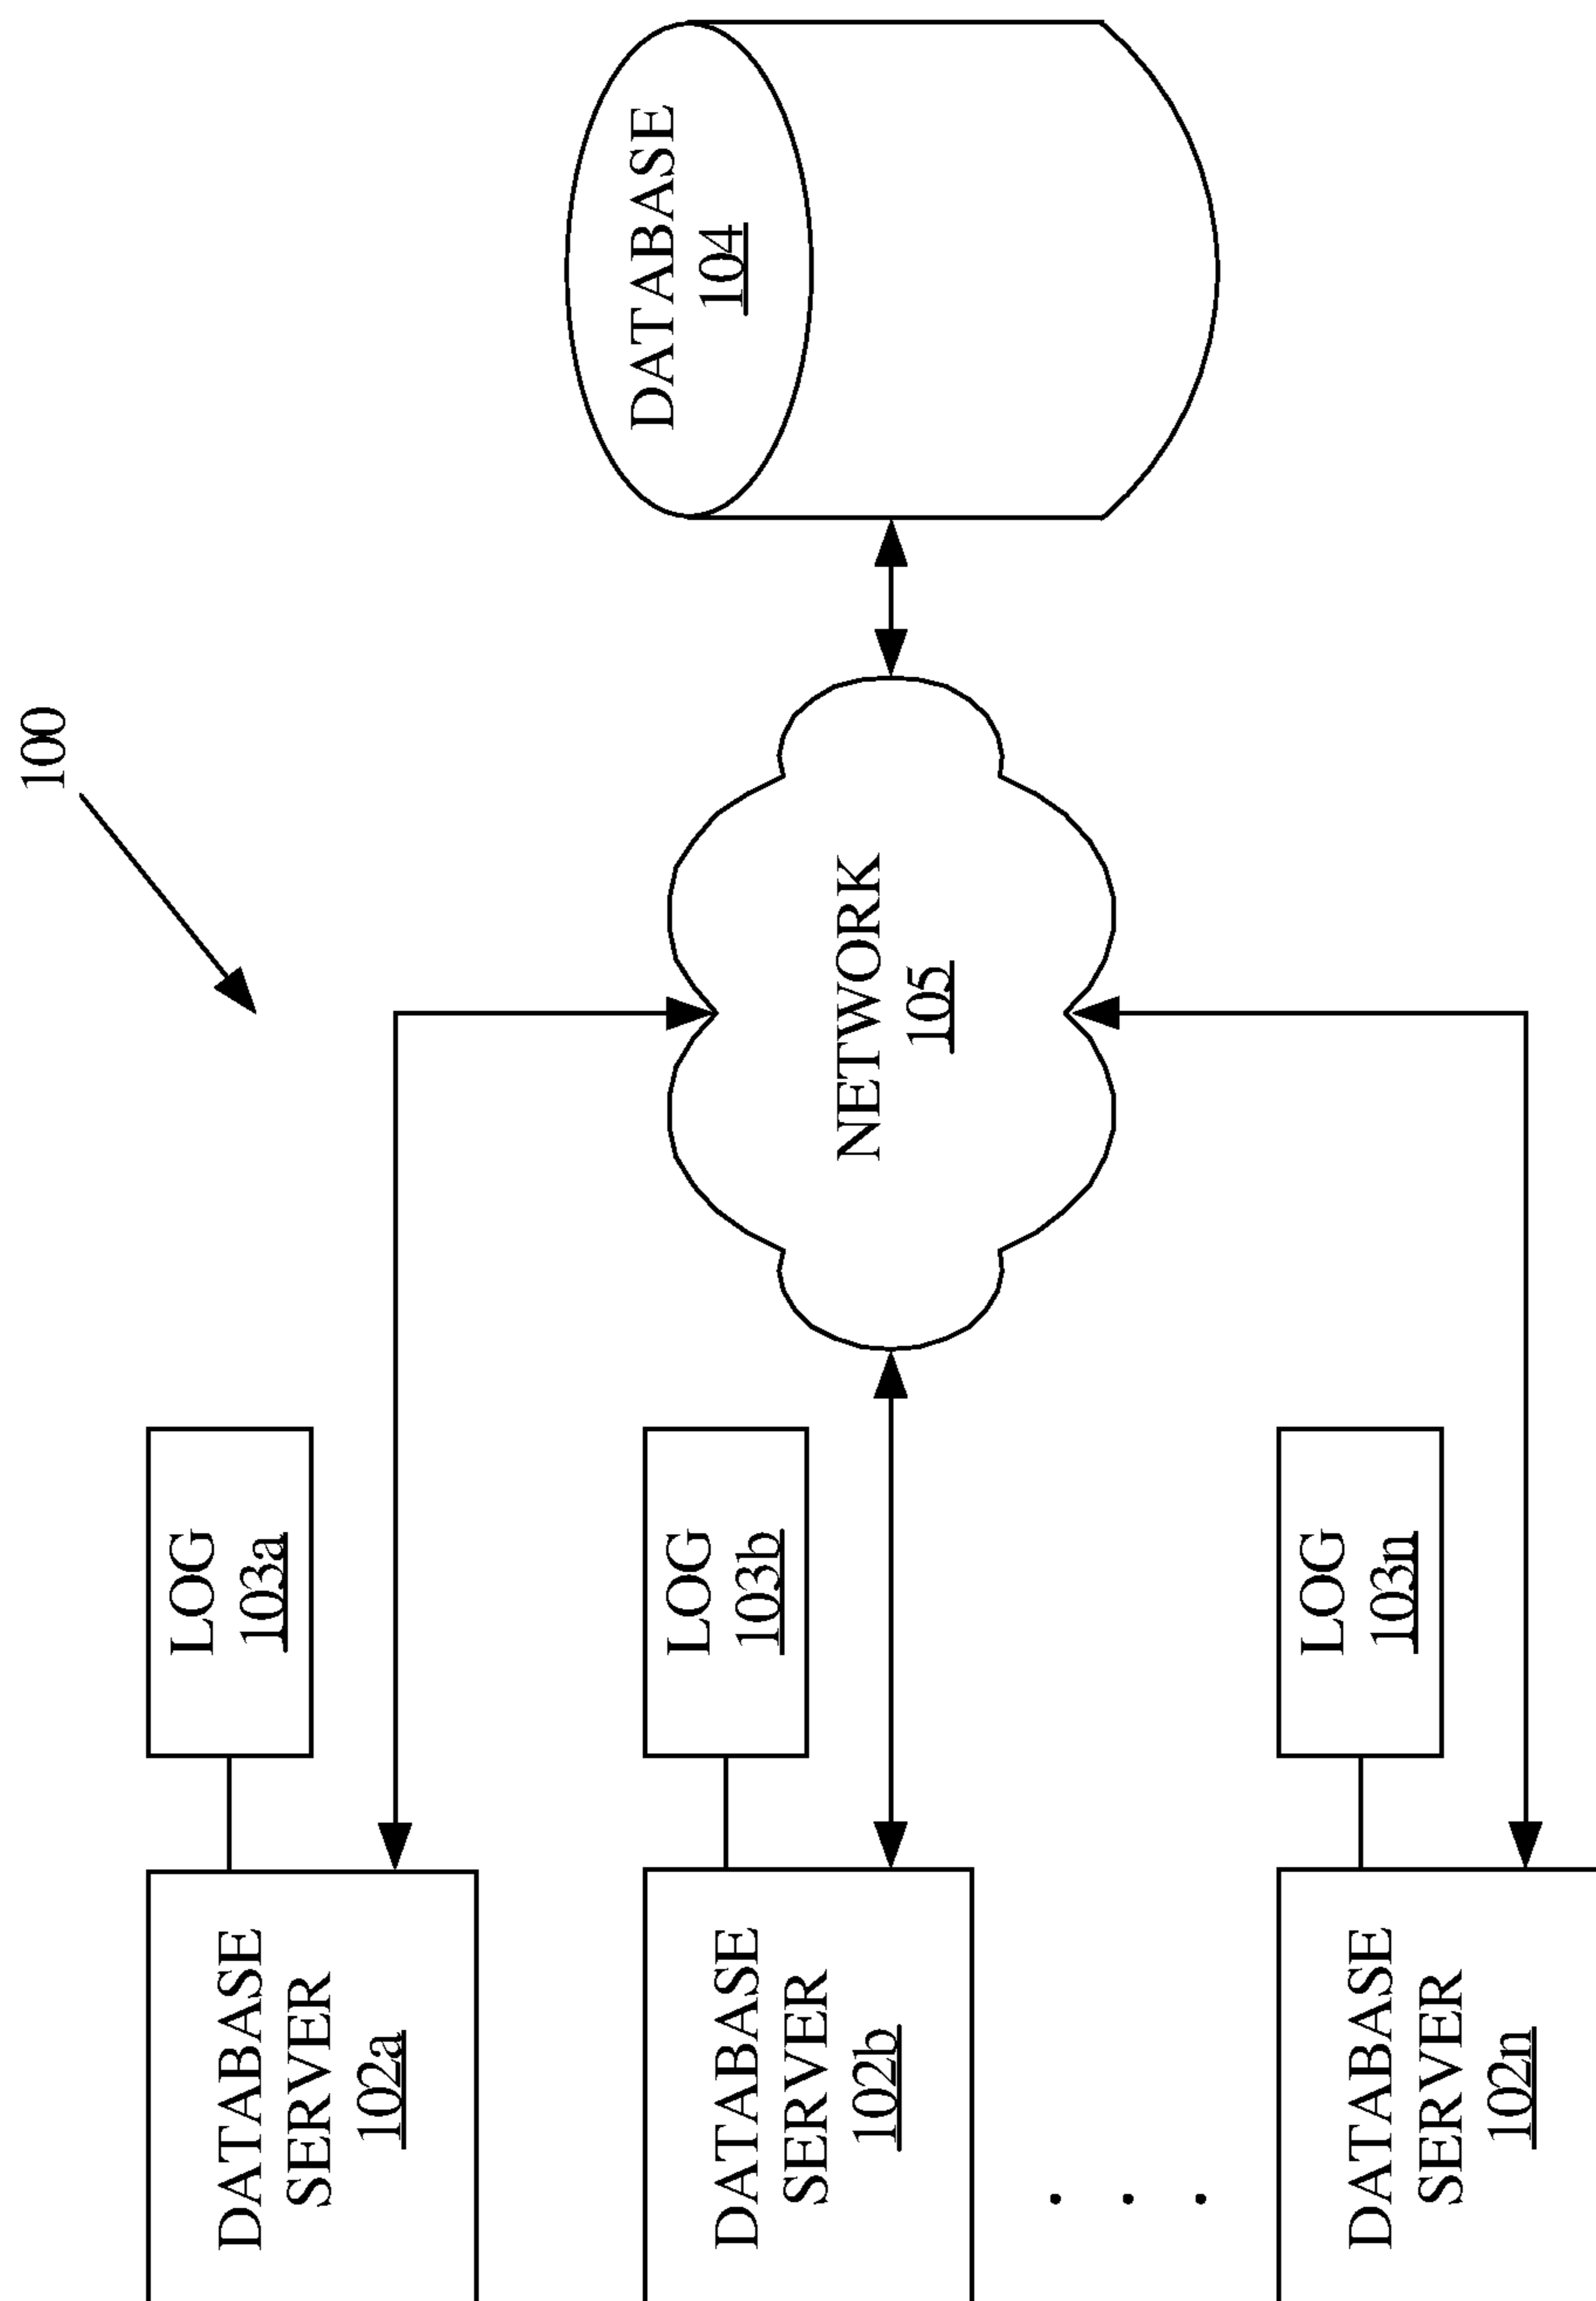 100
DATABASE
SERVER
102a
LOG
103a
DATABASE
SERVER
102b
LOG
103b
NETWORK
105
DATABASE
104
. . .
DATABASE
SERVER
102n
LOG
103n